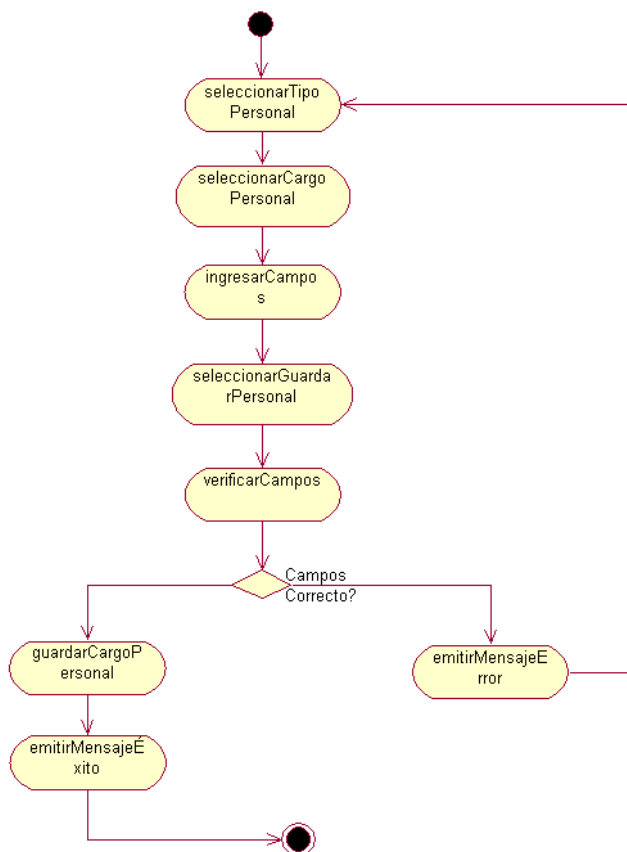 seleccionarTipo
Personal
seleccionarCargo
Personal
ingresarCampo
s
seleccionarGuarda
rPersonal
verificarCampos
Campos
Correcto?
guardarCargoP
ersonal
emitirMensajeE
rror
emitirMensajeÉ
xito